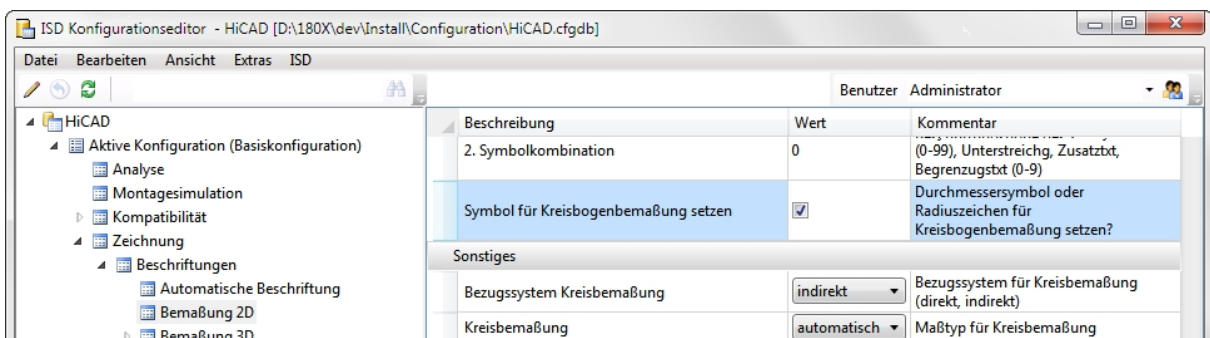 ISD Konfigurationseditor - HiCAD [D:\180X\dev\Install\Configuration\HiCAD.cfgdb]
Datei Bearbeiten Ansicht Extras ISD
Benutzer Administrator
HiCAD
Aktive Konfiguration (Basiskonfiguration)
Analyse
Montagesimulation
Kompatibilität
Zeichnung
Beschriftungen
Automatische Beschriftung
Bemaßung 2D
Bemaßung 3D
Beschreibung Wert Kommentar
2. Symbolkombination 0 (0-99), Unterstreichg, Zusatztxt,
Begrenzugstxt (0-9)
Symbol für Kreisbogenbemaßung setzen
Durchmessersymbol oder
Radiuszeichen für
Kreisbogenbemaßung setzen?
Sonstiges
Bezugssystem Kreisbemaßung indirekt Bezugssystem für Kreisbemaßung
(direkt, indirekt)
Kreisbemaßung automatisch Maßtyp für Kreisbemaßung